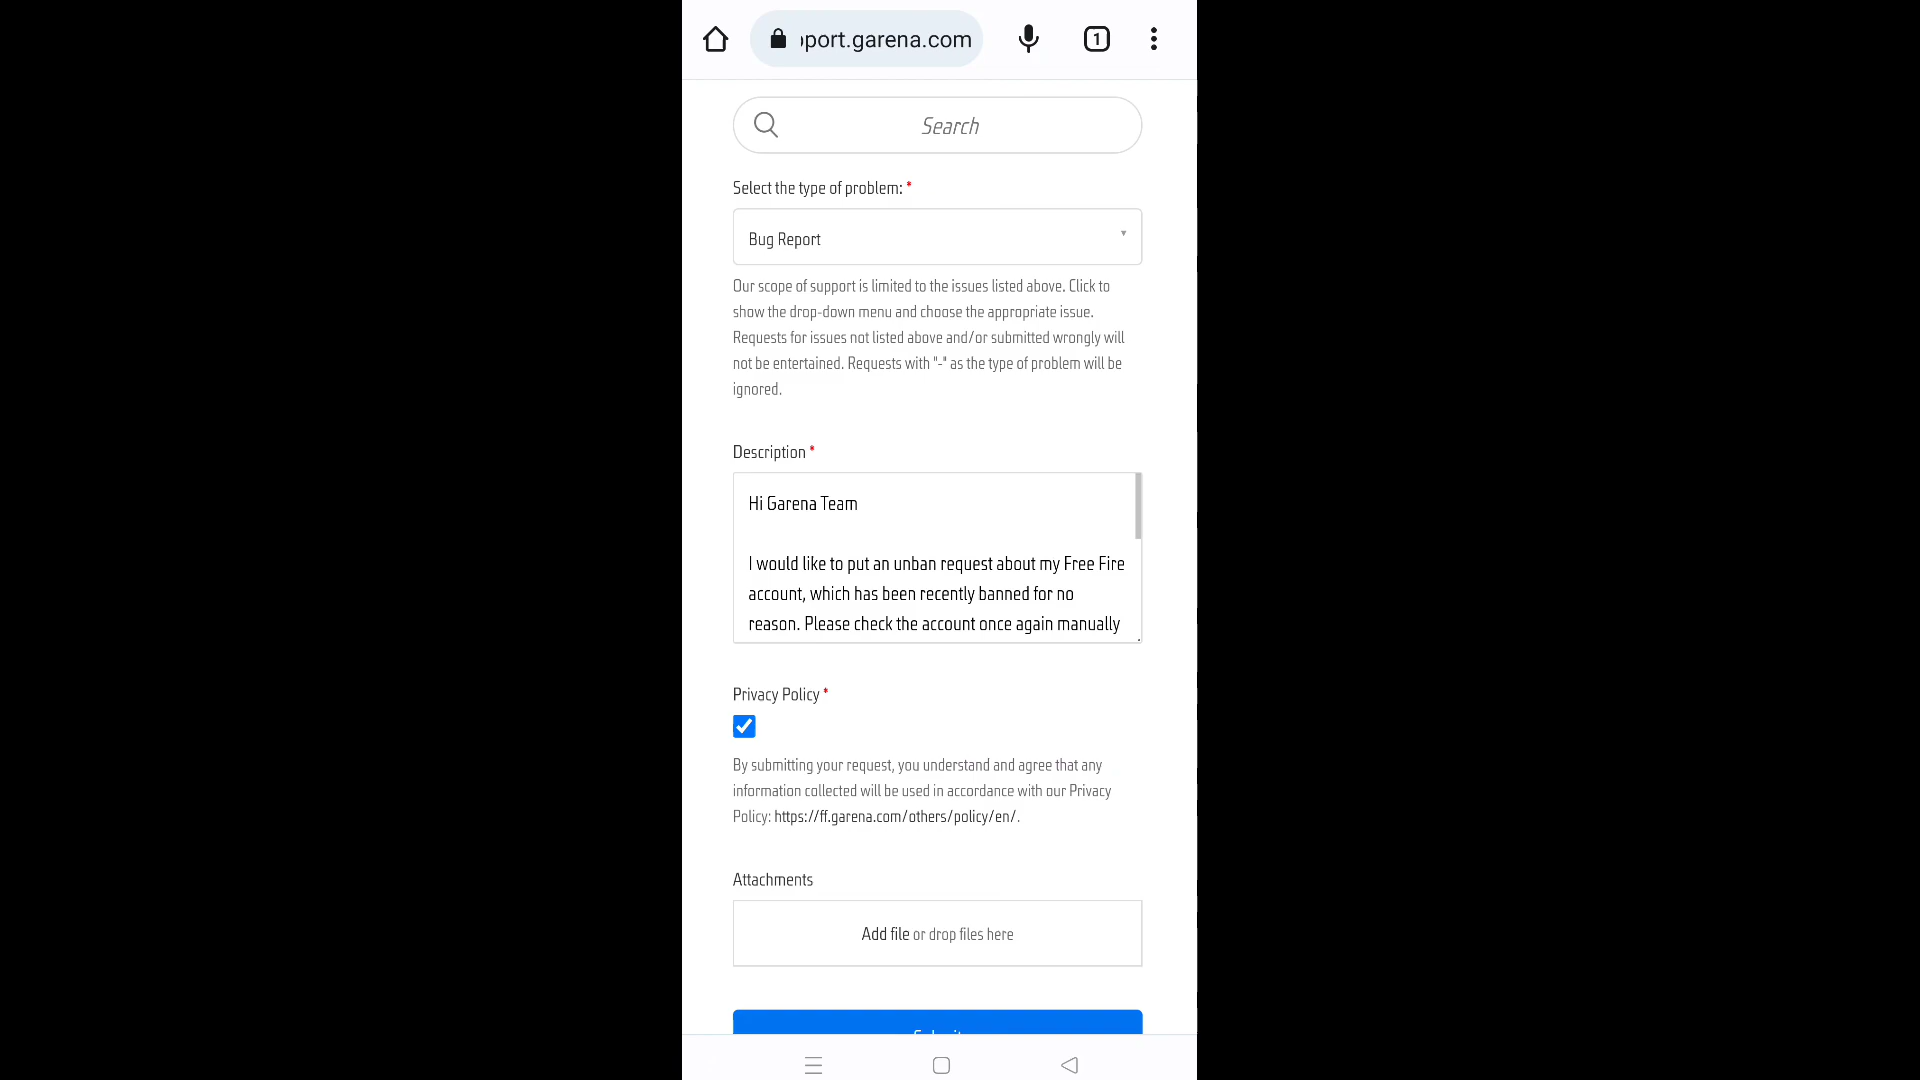 port.garena.com
1
Search
Select the type of problem: *
Bug Report
Our scope of support is limited to the issues listed above. Click to
show the drop-down menu and choose the appropriate issue.
Requests for issues not listed above and/or submitted wrongly will
not be entertained. Requests with "-" as the type of problem will be
ignored.
Description *
Hi Garena Team
I would like to put an unban request about my Free Fire
account, which has been recently banned for no
reason. Please check the account once again manually
Privacy Policy *
By submitting your request, you understand and agree that any
information collected will be used in accordance with our Privacy
Policy: https://ff.garena.com/others/policy/en/.
Attachments
Add file or drop files here
Submit